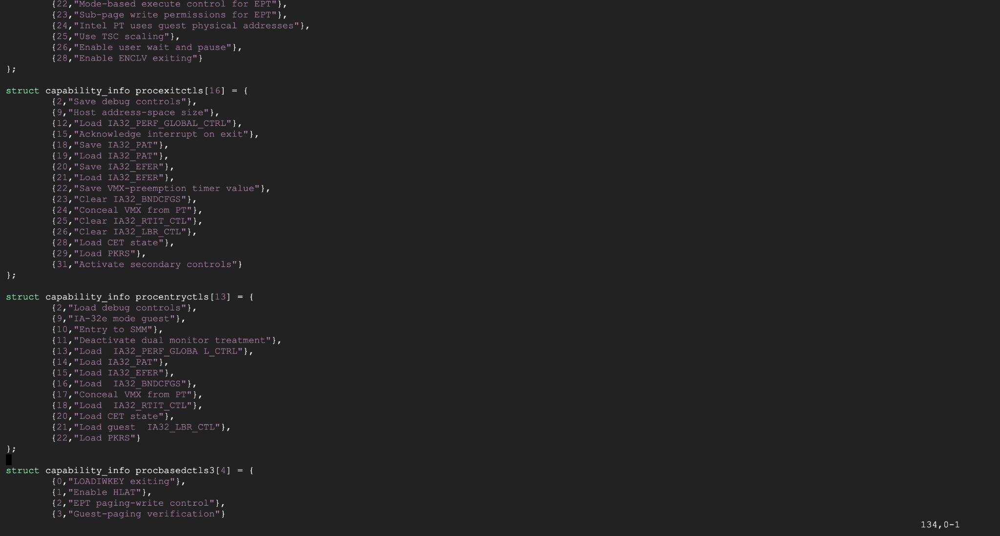 {22,"Mode-based execute control for EPT"},
{23,"Sub-page write permissions for EPT"},
{24,"Intel PT uses guest physical addresses"},
{25,"Use TSC scaling"},
{26,"Enable user wait and pause"},
{28,"Enable ENCLV exiting"}
};
struct capability_info procexitctls[16] = {
{2,"Save debug controls"},
{9,"Host address-space size"},
{12,"Load IA32_PERF_GLOBAL_CTRL"},
{15,"Acknowledge interrupt on exit"},
{18,"Save IA32_PAT"},
{19,"Load IA32_PAT"},
{20,"Save IA32_EFER"},
{21,"Load IA32_EFER"},
{22,"Save VMX-preemption timer value"},
{23,"Clear IA32_BNDCFGS"},
{24,"Conceal VMX from PT"},
{25,"Clear IA32_RTIT_CTL"},
{26,"Clear IA32_LBR_CTL"},
{28,"Load CET state"},
{29,"Load PKRS"},
{31,"Activate secondary controls"}
};
struct capability_info procentryctls[13] = {
{2,"Load debug controls"},
{9,"IA-32e mode guest"},
{10,"Entry to SMM"},
{11,"Deactivate dual monitor treatment"},
{13,"Load  IA32_PERF_GLOBA L_CTRL"},
{14,"Load IA32_PAT"},
{15,"Load IA32_EFER"},
{16,"Load  IA32_BNDCFGS"},
{17,"Conceal VMX from PT"},
{18,"Load  IA32_RTIT_CTL"},
{20,"Load CET state"},
{21,"Load guest  IA32_LBR_CTL"},
{22,"Load PKRS"}
};
struct capability_info procbasedctls3[4] = {
{0,"LOADIWKEY exiting"},
{1,"Enable HLAT"},
{2,"EPT paging-write control"},
{3,"Guest-paging verification"}
134,0-1